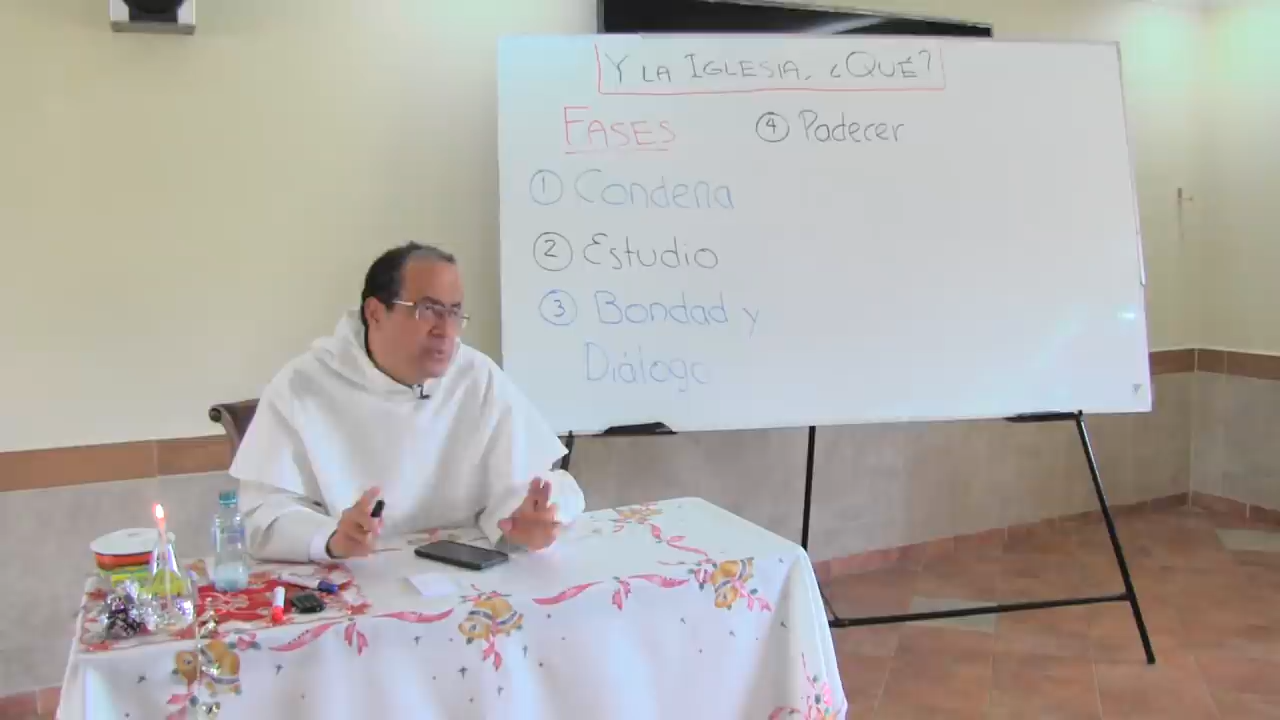 Y LA IGLESIA, ¿QUÉ?
FASES
① Condena
② Estudio
③ Bondad y
Diálogo
④ Padecer